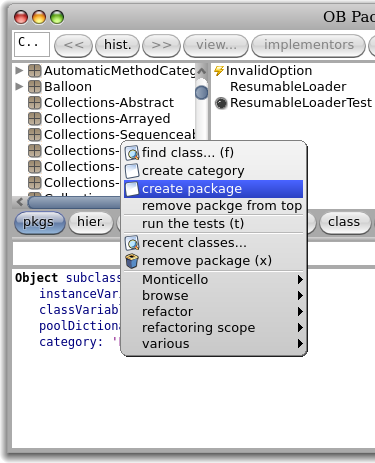 OB Pac
C.. << hist. >> view... implementors
AutomaticMethodCateg
Balloon
Collections-Abstract
Collections-Arrayed
Collections-Sequenceab
Collections-
Collections-
Collections-
InvalidOption
ResumableLoader
ResumableLoaderTest
find class... (f)
create category
create package
remove packge from top
run the tests (t)
recent classes...
remove package (x)
Monticello
browse
refactor
refactoring scope
various
pkgs hier. class
Object subclass
instanceVari
classVariabl
poolDictiona
category: '